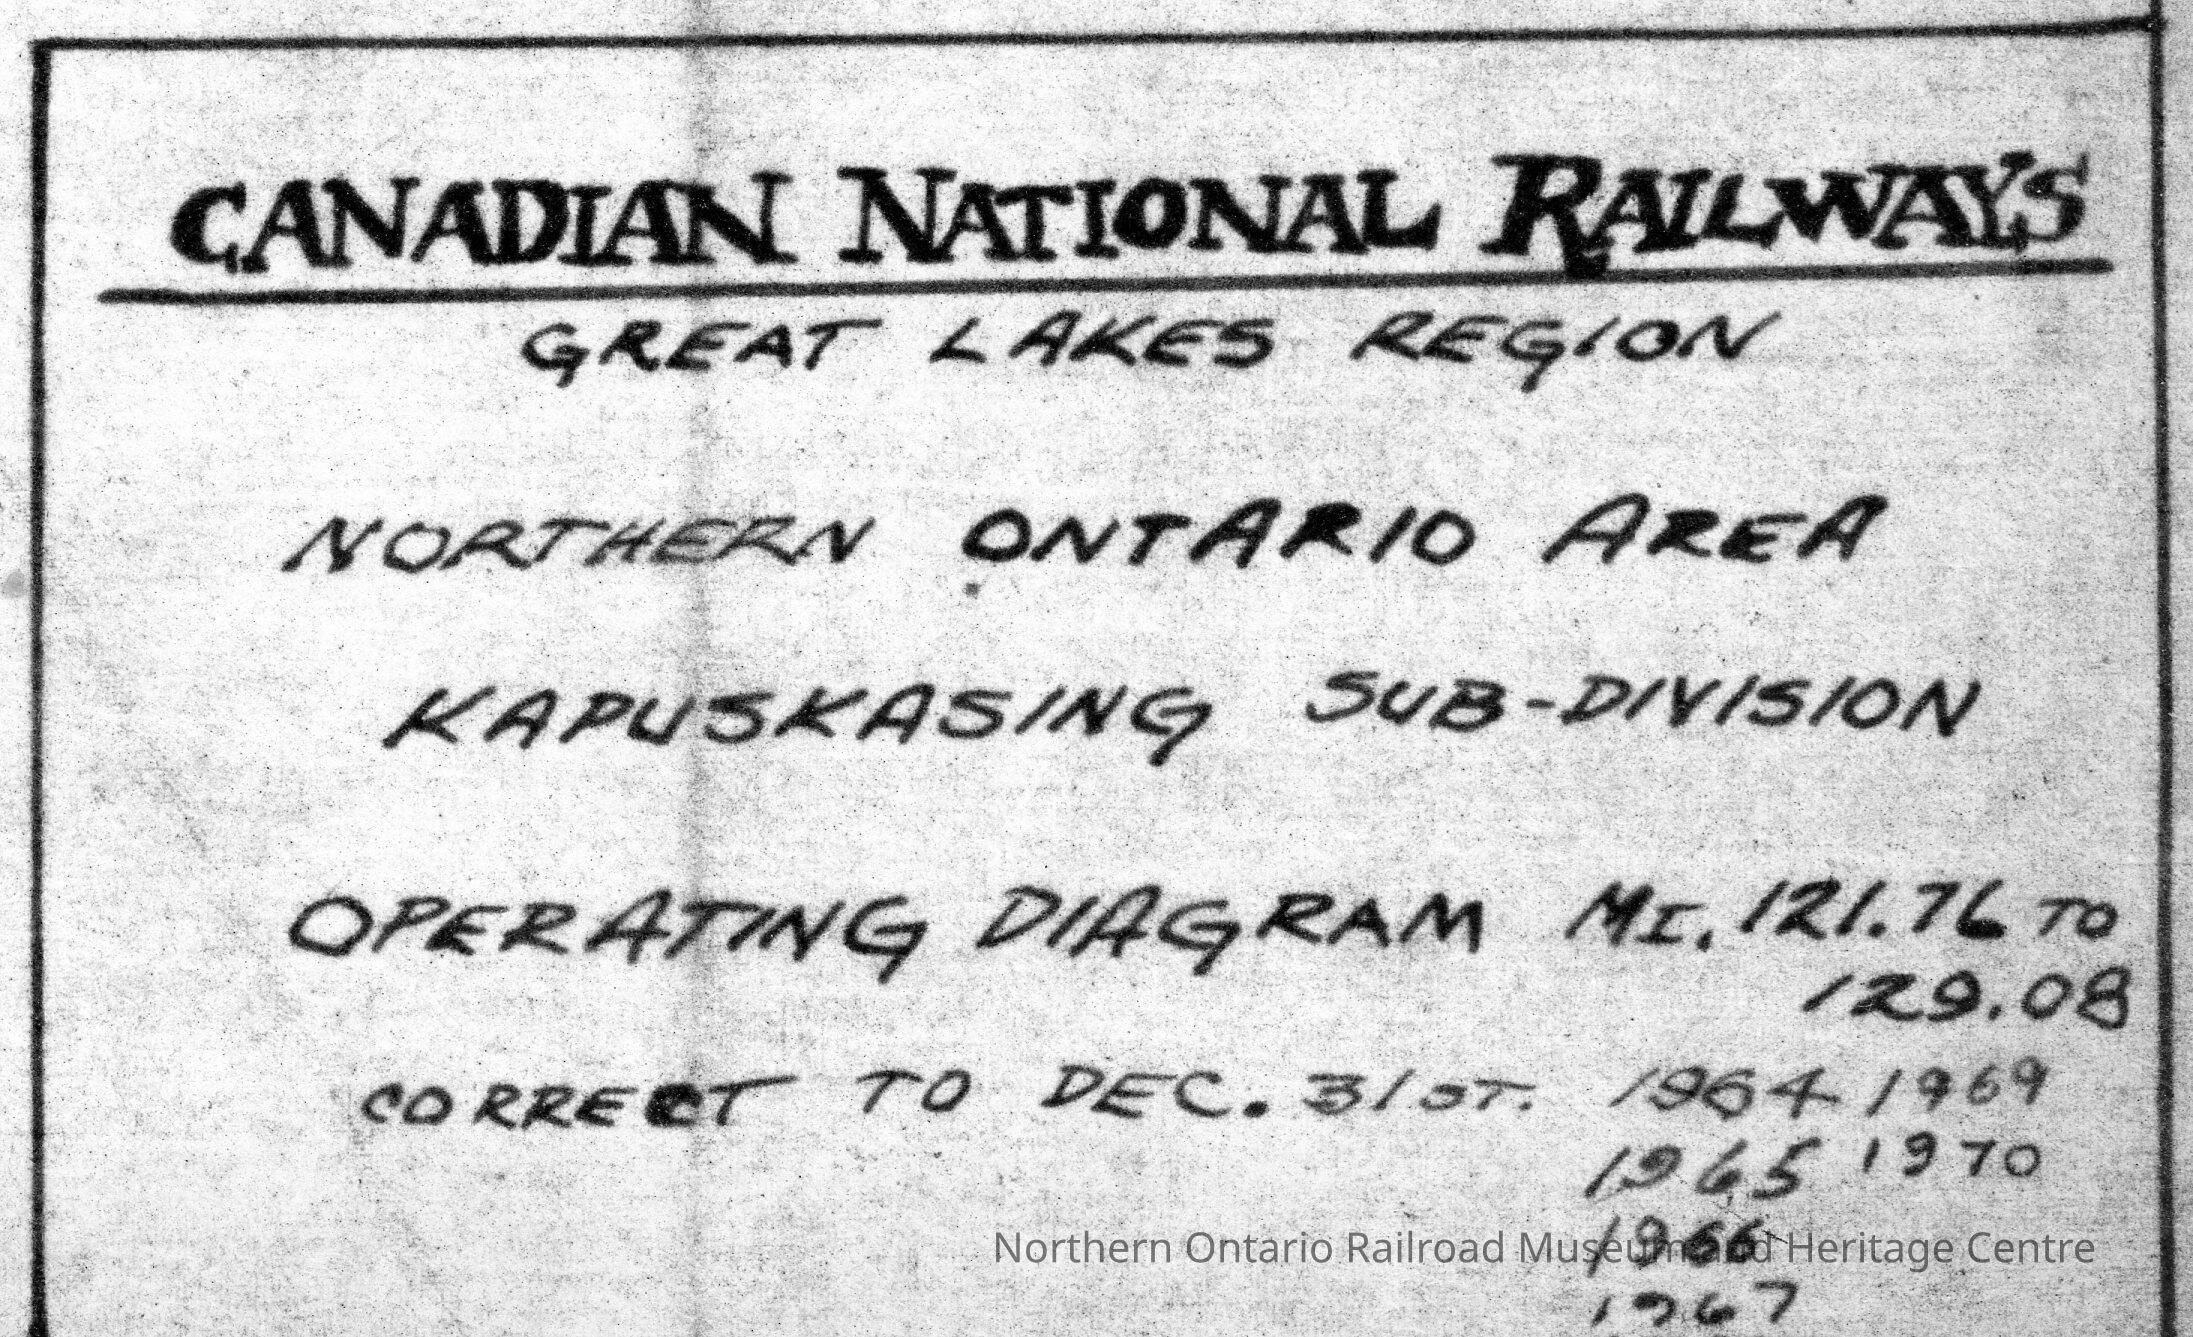 CANADIAN NATIONAL RAILWAYS
GREAT LAKES REGION
NORTHERN ONTARIO AREA
KAPUSKASING SUB-DIVISION
OPERATING DIAGRAM MI. 121.76 TO
129.08
CORRECT TO DEC. 31ST. 1964 1969
1965 1970
1966
Northern Ontario Railroad Museum and Heritage Centre
1967